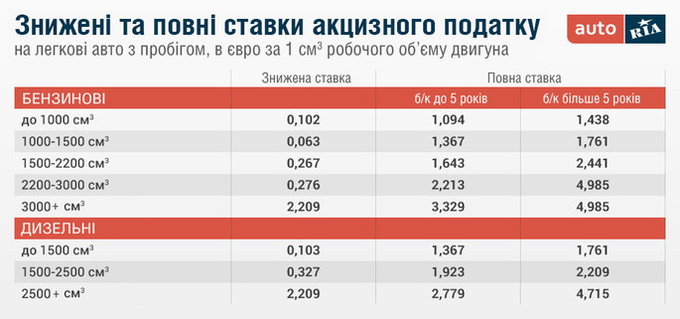 Знижені та повні ставки акцизного податку
на легкові авто з пробігом, в євро за 1 см³ робочого об’єму двигуна
auto RIA
Знижена ставка Повна ставка
БЕНЗИНОВІ б/к до 5 років б/к більше 5 років
до 1000 см³ 0,102 1,094 1,438
1000-1500 см³ 0,063 1,367 1,761
1500-2200 см³ 0,267 1,643 2,441
2200-3000 см³ 0,276 2,213 4,985
3000+ см³ 2,209 3,329 4,985
ДИЗЕЛЬНІ
до 1500 см³ 0,103 1,367 1,761
1500-2500 см³ 0,327 1,923 2,209
2500+ см³ 2,209 2,779 4,715